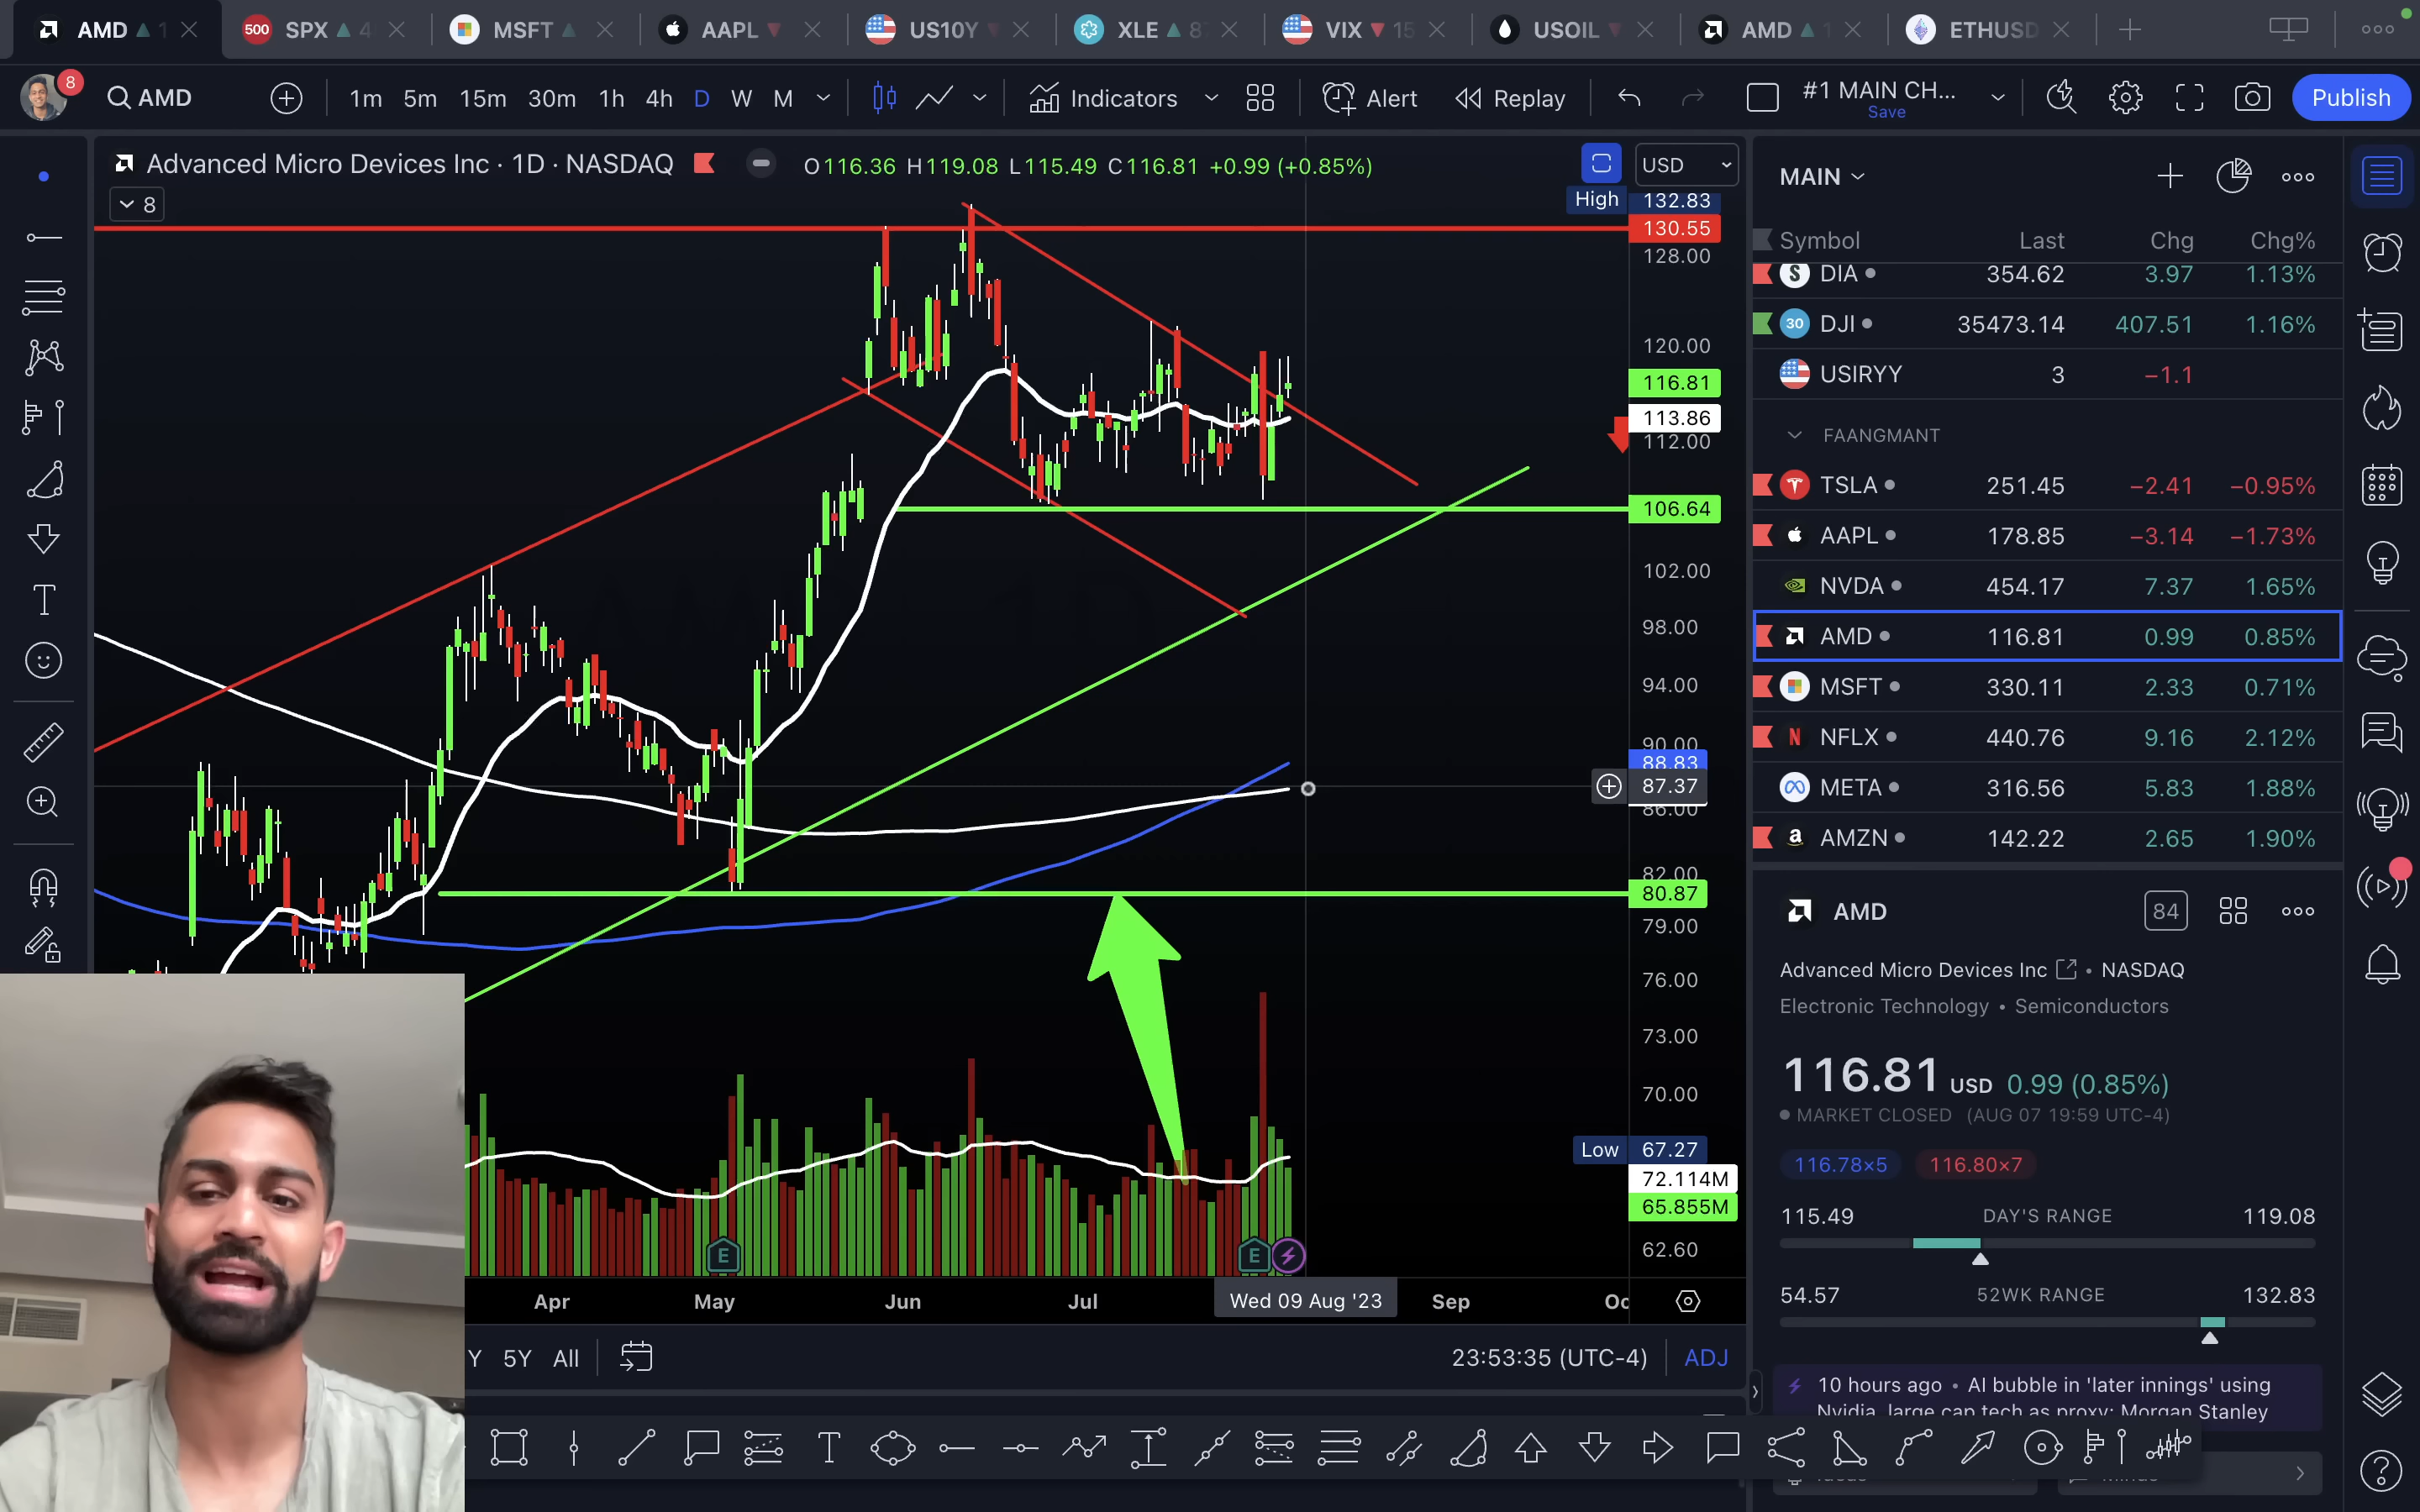 AMD 1
500 SPX 4
MSFT
AAPL
US10Y
XLE 8
VIX 15
USOIL
AMD 1
ETHUSD
8
AMD
1m 5m 15m 30m 1h 4h D W M
Indicators
Alert
Replay
#1 MAIN CH...
Save
Publish
Advanced Micro Devices Inc · 1D · NASDAQ
O116.36 H119.08 L115.49 C116.81 +0.99 (+0.85%)
USD
8
High 132.83
130.55
128.00
120.00
116.81
113.86
112.00
106.64
102.00
98.00
94.00
90.00
88.83
87.37
86.00
82.00
80.87
79.00
76.00
73.00
70.00
Low 67.27
72.114M
65.855M
62.60
E
E
Apr May Jun Jul Wed 09 Aug '23 Sep
Y 5Y All
23:53:35 (UTC-4) ADJ
T
T
MAIN
Symbol Last Chg Chg%
DIA 354.62 3.97 1.13%
30 DJI 35473.14 407.51 1.16%
USIRYY 3 −1.1
FAANGMANT
TSLA 251.45 −2.41 −0.95%
AAPL 178.85 −3.14 −1.73%
NVDA 454.17 7.37 1.65%
AMD 116.81 0.99 0.85%
MSFT 330.11 2.33 0.71%
NFLX 440.76 9.16 2.12%
META 316.56 5.83 1.88%
AMZN 142.22 2.65 1.90%
AMD 84
Advanced Micro Devices Inc • NASDAQ
Electronic Technology • Semiconductors
116.81 USD 0.99 (0.85%)
MARKET CLOSED (AUG 07 19:59 UTC-4)
116.78×5 116.80×7
115.49 DAY'S RANGE 119.08
54.57 52WK RANGE 132.83
10 hours ago • AI bubble in 'later innings' using
Nvidia, large cap tech as proxy: Morgan Stanley